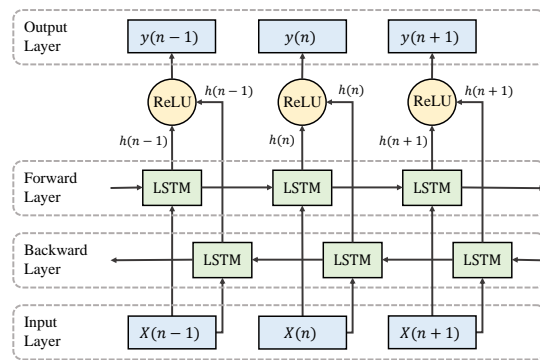 Output
Layer
y(n − 1)
y(n)
y(n + 1)
ReLU
h(n − 1)
ReLU
h(n)
ReLU
h(n + 1)
h(n − 1)
h(n)
h(n + 1)
Forward
Layer
LSTM
LSTM
LSTM
Backward
Layer
LSTM
LSTM
LSTM
Input
Layer
X(n − 1)
X(n)
X(n + 1)